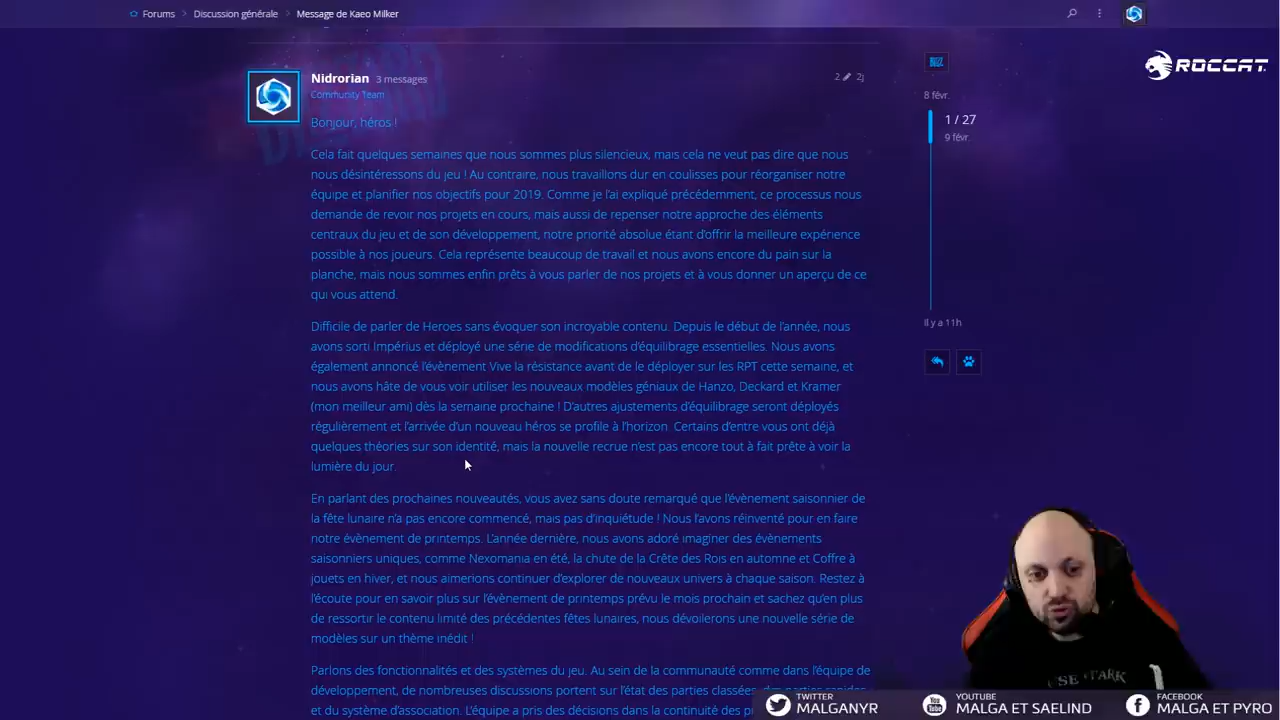 Forums > Discussion générale > Message de Kaeo Milker
ROCCAT
Nidrorian 3 messages
2 2j
Community Team
8 févr.
1 / 27
9 févr.
Il y a 11h
Bonjour, héros !
Cela fait quelques semaines que nous sommes plus silencieux, mais cela ne veut pas dire que nous
nous désintéressons du jeu ! Au contraire, nous travaillons dur en coulisses pour réorganiser notre
équipe et planifier nos objectifs pour 2019. Comme je l'ai expliqué précédemment, ce processus nous
demande de revoir nos projets en cours, mais aussi de repenser notre approche des éléments
centraux du jeu et de son développement, notre priorité absolue étant d'offrir la meilleure expérience
possible à nos joueurs. Cela représente beaucoup de travail et nous avons encore du pain sur la
planche, mais nous sommes enfin prêts à vous parler de nos projets et à vous donner un aperçu de ce
qui vous attend.
Difficile de parler de Heroes sans évoquer son incroyable contenu. Depuis le début de l'année, nous
avons sorti Impérius et déployé une série de modifications d'équilibrage essentielles. Nous avons
également annoncé l'évènement Vive la résistance avant de le déployer sur les RPT cette semaine, et
nous avons hâte de vous voir utiliser les nouveaux modèles géniaux de Hanzo, Deckard et Kramer
(mon meilleur ami) dès la semaine prochaine ! D'autres ajustements d'équilibrage seront déployés
régulièrement et l'arrivée d'un nouveau héros se profile à l'horizon. Certains d'entre vous ont déjà
quelques théories sur son identité, mais la nouvelle recrue n'est pas encore tout à fait prête à voir la
lumière du jour.
En parlant des prochaines nouveautés, vous avez sans doute remarqué que l'évènement saisonnier de
la fête lunaire n'a pas encore commencé, mais pas d'inquiétude ! Nous l'avons réinventé pour en faire
notre évènement de printemps. L'année dernière, nous avons adoré imaginer des évènements
saisonniers uniques, comme Nexomania en été, la chute de la Crête des Rois en automne et Coffre à
jouets en hiver, et nous aimerions continuer d'explorer de nouveaux univers à chaque saison. Restez à
l'écoute pour en savoir plus sur l'évènement de printemps prévu le mois prochain et sachez qu'en plus
de ressortir le contenu limité des précédentes fêtes lunaires, nous dévoilerons une nouvelle série de
modèles sur un thème inédit !
Parlons des fonctionnalités et des systèmes du jeu. Au sein de la communauté comme dans l'équipe de
développement, de nombreuses discussions portent sur l'état des parties classées, des parties rapides
et du système d'association. L'équipe a pris des décisions dans la continuité des
TWITTER
MALGANYR
YOUTUBE
MALGA ET SAELIND
FACEBOOK
MALGA ET PYRO